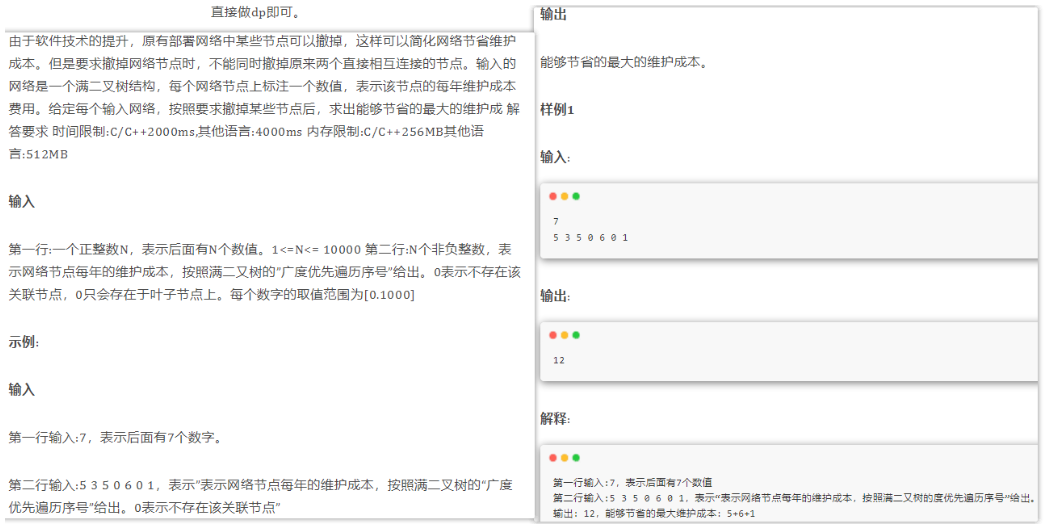 直接做dp即可。
由于软件技术的提升，原有部署网络中某些节点可以撤掉，这样可以简化网络节省维护
成本。但是要求撤掉网络节点时，不能同时撤掉原来两个直接相互连接的节点。输入的
网络是一个满二叉树结构，每个网络节点上标注一个数值，表示该节点的每年维护成本
费用。给定每个输入网络，按照要求撤掉某些节点后，求出能够节省的最大的维护成 解
答要求 时间限制:C/C++2000ms,其他语言:4000ms 内存限制:C/C++256MB其他语
言:512MB
输入
第一行:一个正整数N，表示后面有N个数值。1<=N<= 10000 第二行:N个非负整数，表
示网络节点每年的维护成本，按照满二叉树的"广度优先遍历序号"给出。0表示不存在该
关联节点，0只会存在于叶子节点上。每个数字的取值范围为[0.1000]
示例:
输入
第一行输入:7，表示后面有7个数字。
第二行输入:5 3 5 0 6 0 1，表示"表示网络节点每年的维护成本，按照满二叉树的"广度
优先遍历序号"给出。0表示不存在该关联节点"
输出
能够节省的最大的维护成本。
样例1
输入:
7
5 3 5 0 6 0 1
输出:
12
解释:
第一行输入:7，表示后面有7个数值
第二行输入:5 3 5 0 6 0 1，表示"表示网络节点每年的维护成本，按照满二叉树的度优先遍历序号"给出。
输出: 12，能够节省的最大维护成本: 5+6+1